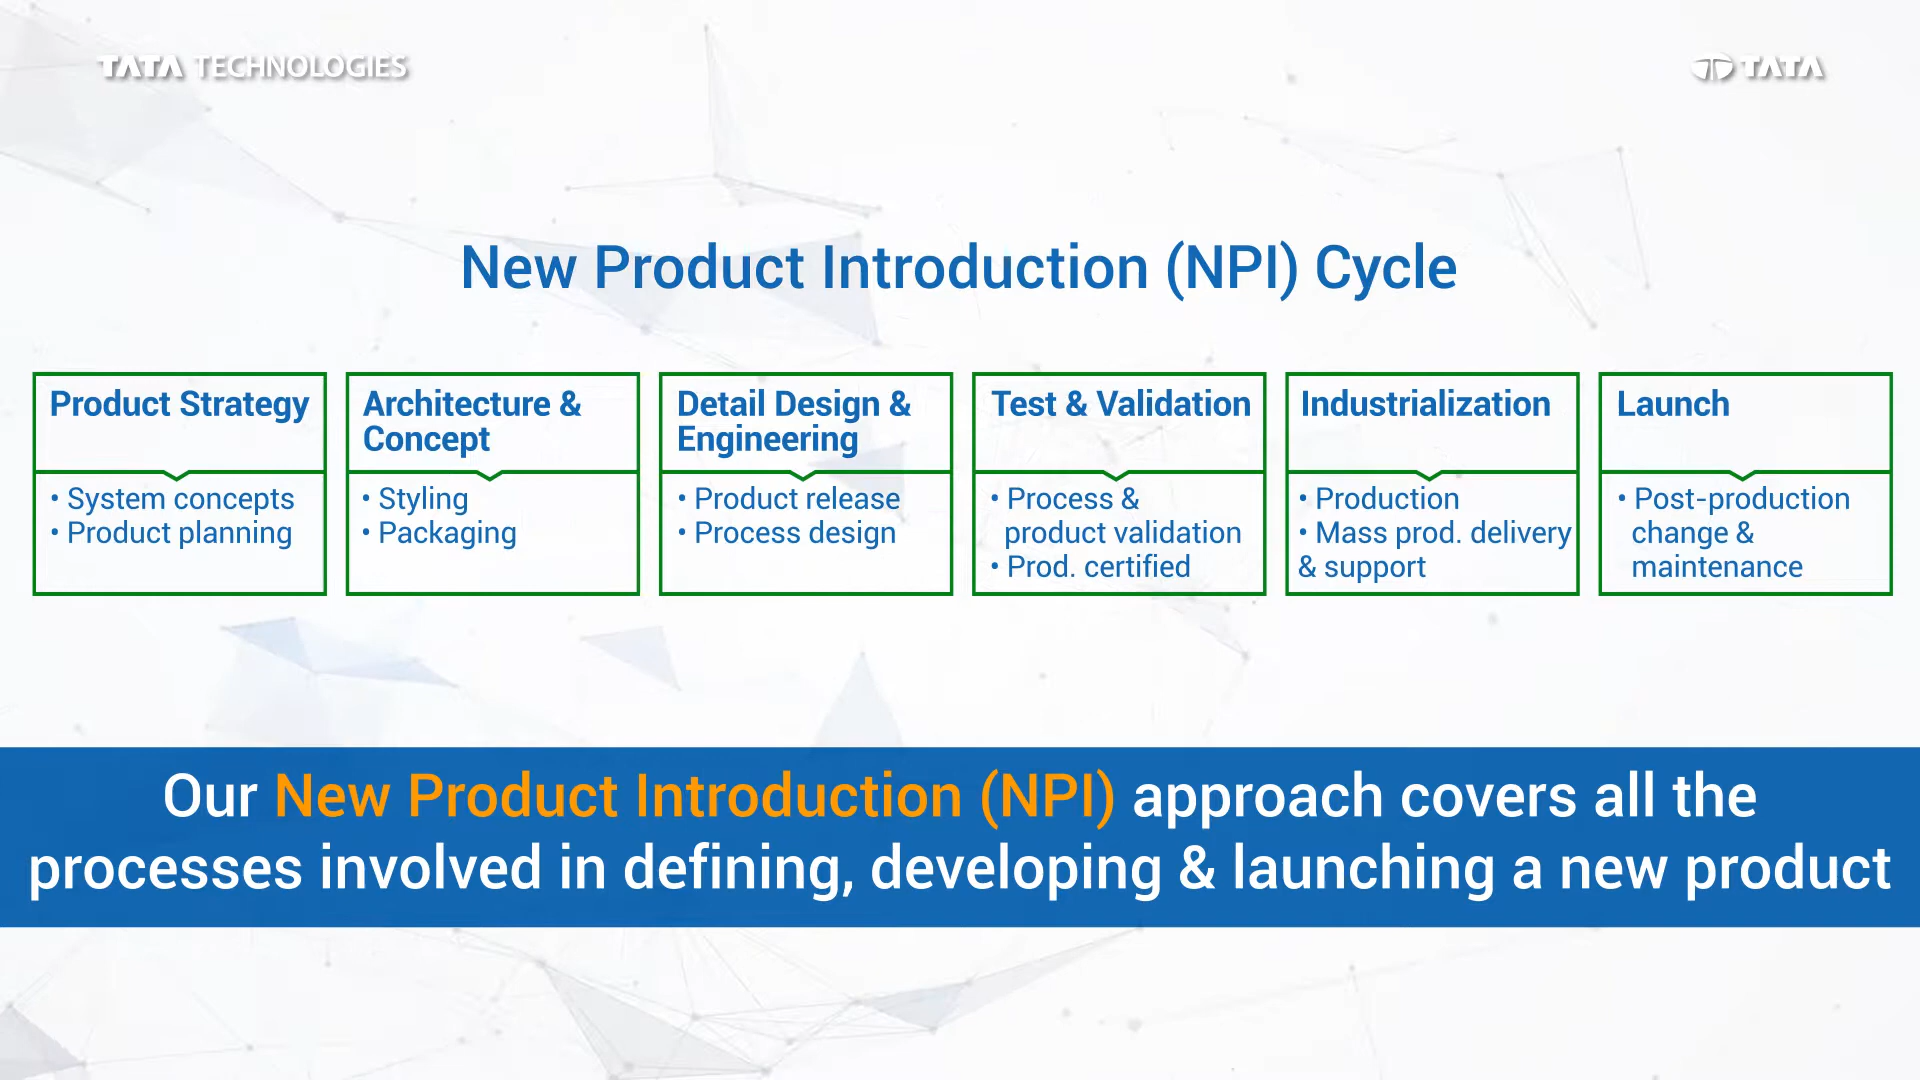 TATA TECHNOLOGIES
TATA
New Product Introduction (NPI) Cycle
Product Strategy
• System concepts
• Product planning
Architecture &
Concept
• Styling
• Packaging
Detail Design &
Engineering
• Product release
• Process design
Test & Validation
• Process &
product validation
• Prod. certified
Industrialization
• Production
• Mass prod. delivery
& support
Launch
• Post-production
change &
maintenance
Our New Product Introduction (NPI) approach covers all the
processes involved in defining, developing & launching a new product